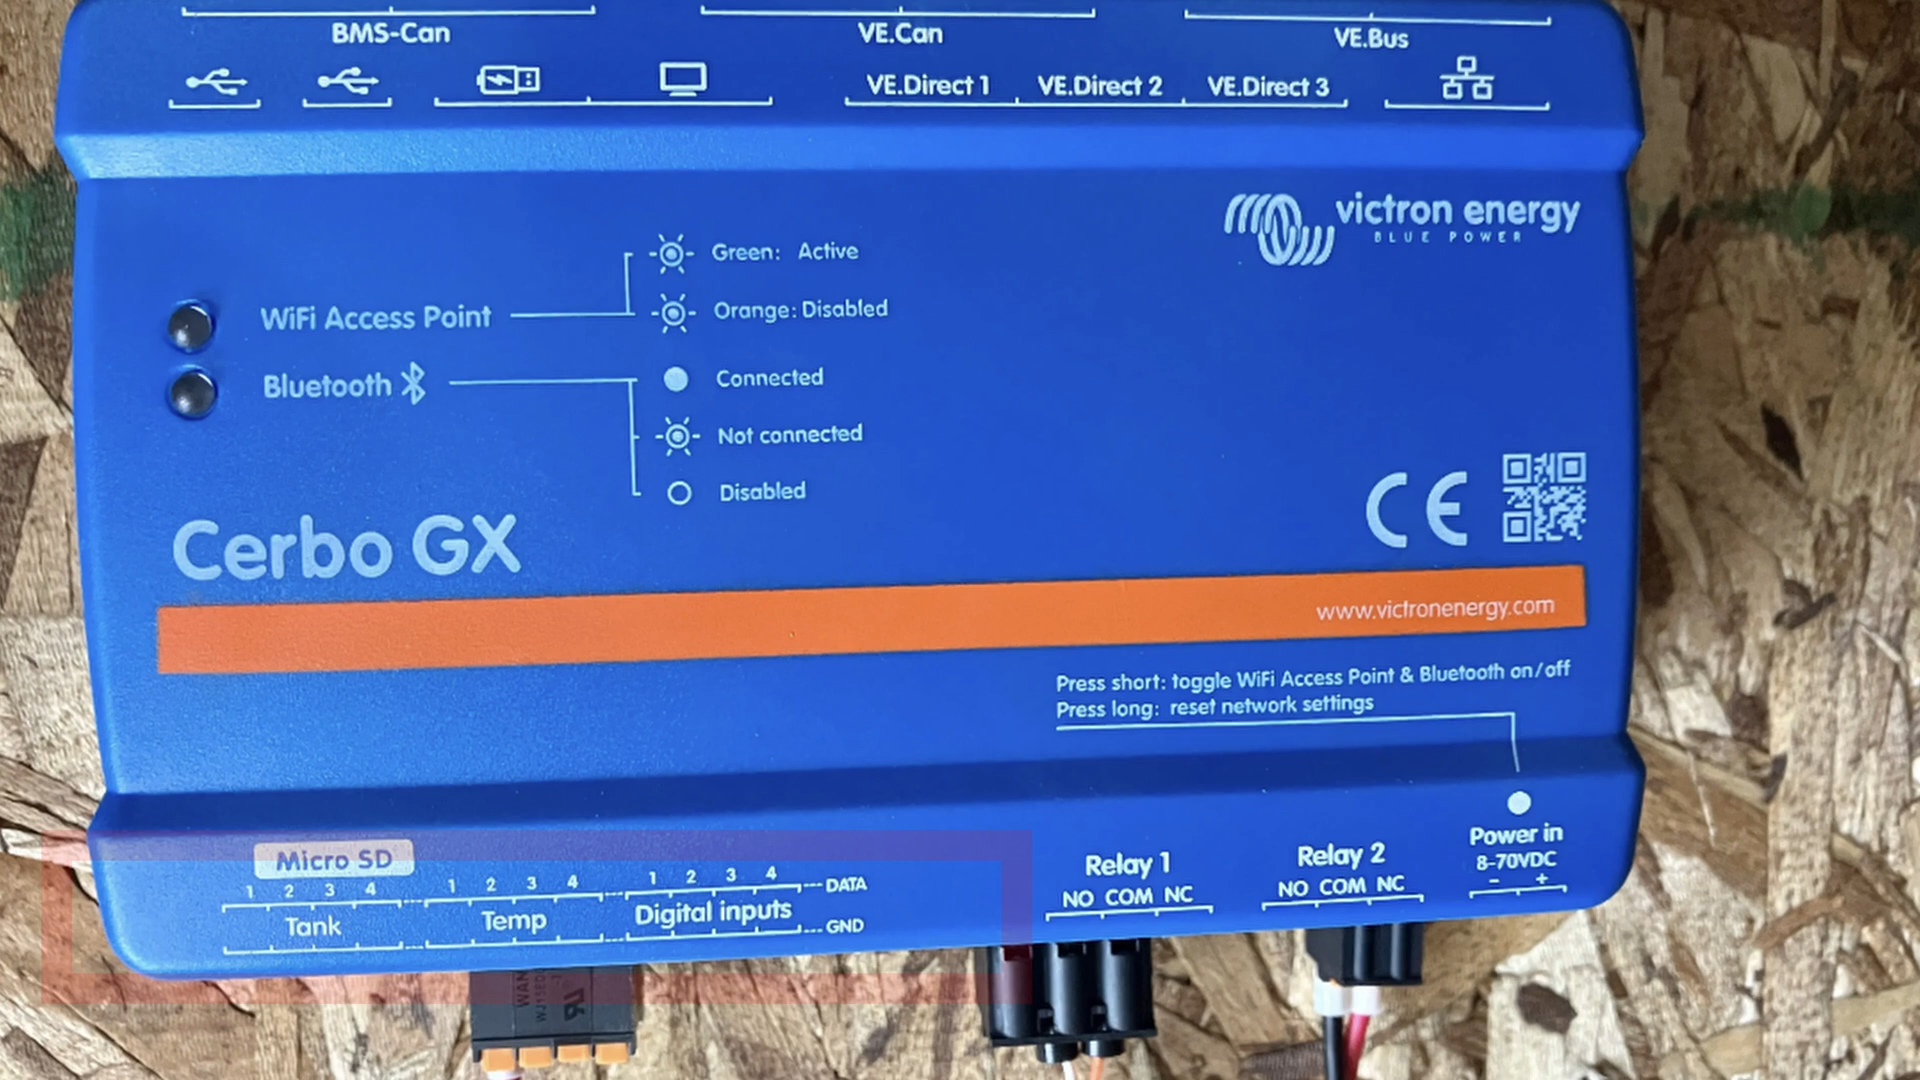 BMS-Can VE.Can VE.Bus
VE.Direct 1 VE.Direct 2 VE.Direct 3
victron energy
BLUE POWER
WiFi Access Point
Green: Active
Orange: Disabled
Bluetooth
Connected
Not connected
Disabled
Cerbo GX
CE
www.victronenergy.com
Press short: toggle WiFi Access Point & Bluetooth on/off
Press long: reset network settings
Micro SD
1 2 3 4 1 2 3 4 1 2 3 4 DATA
Tank Temp Digital inputs
GND
Relay 1
NO COM NC
Relay 2
NO COM NC
Power in
8-70VDC
- +